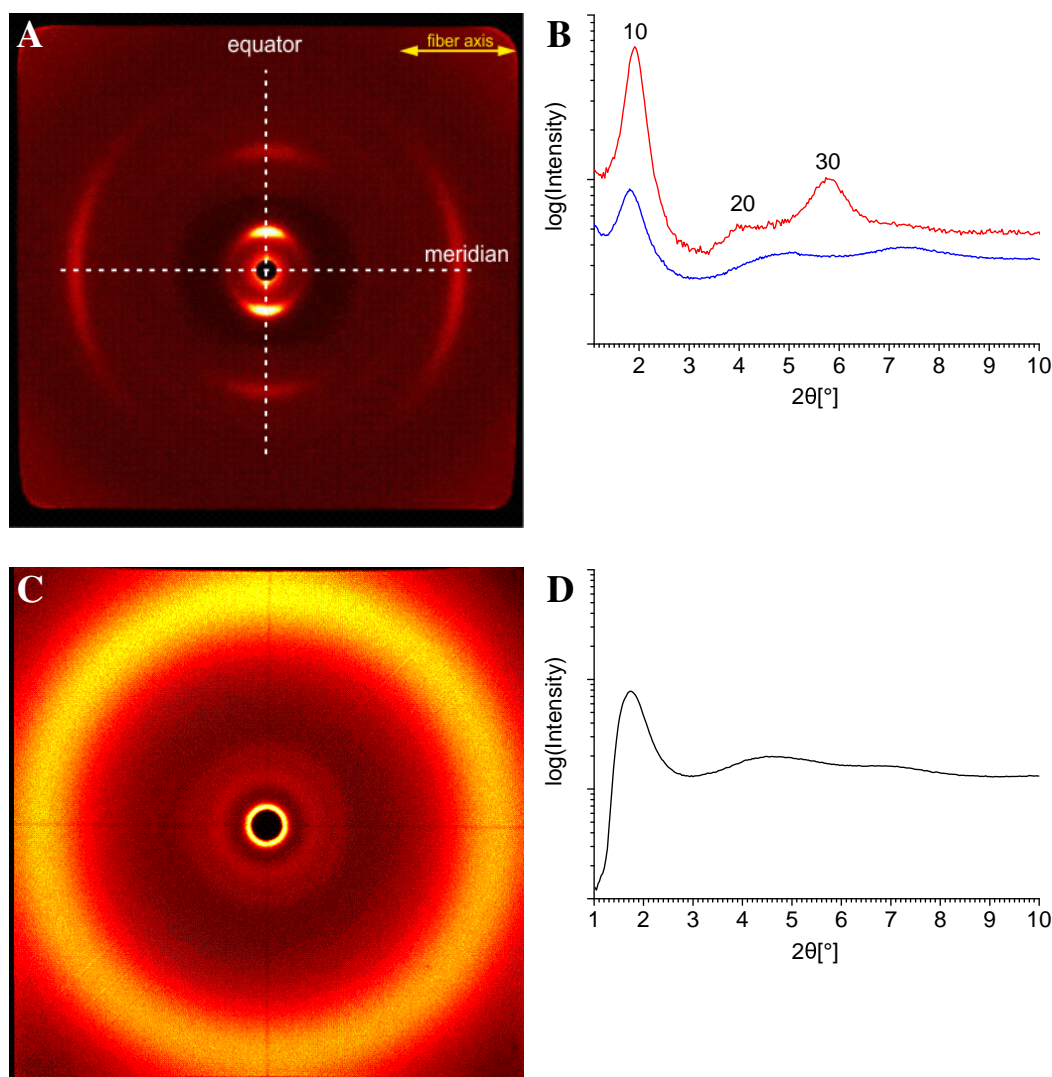 A
equator
fiber axis
meridian
B
10
20
30
log(Intensity)
2 3 4 5 6 7 8 9 10
2θ[°]
C
D
log(Intensity)
1 2 3 4 5 6 7 8 9 10
2θ[°]